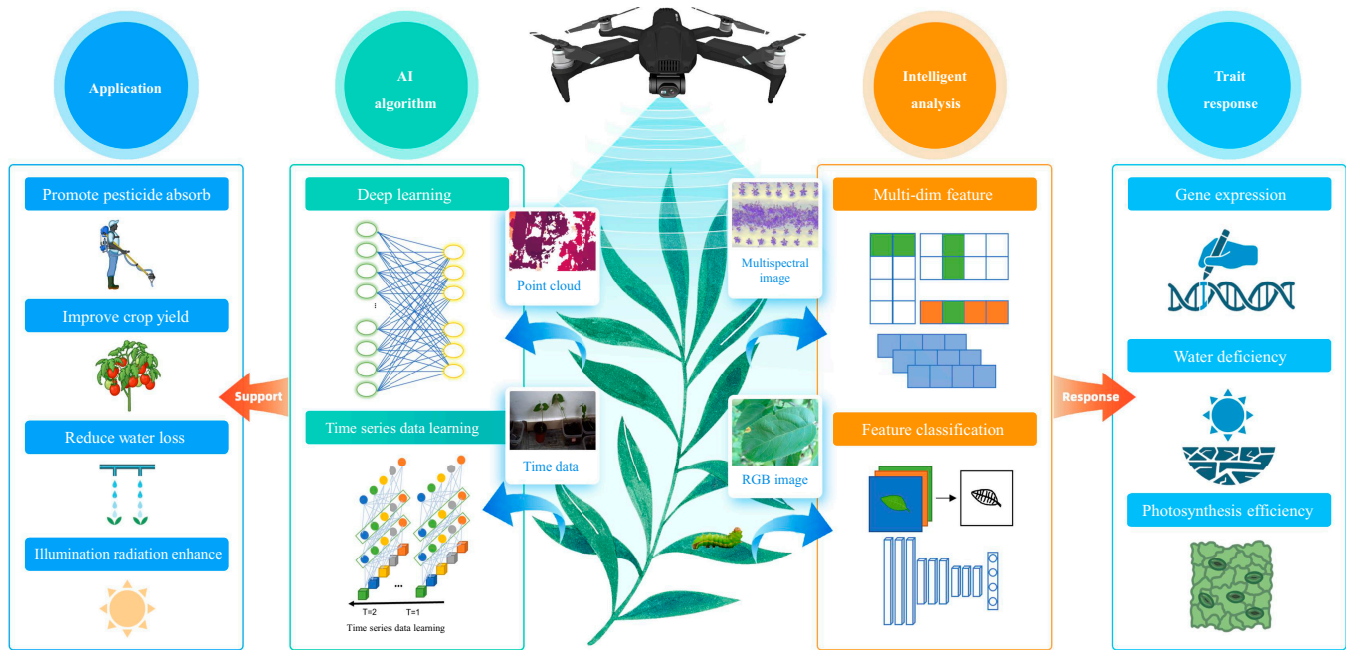 Application
AI
algorithm
Intelligent
analysis
Trait
response
Promote pesticide absorb
Improve crop yield
Reduce water loss
Illumination radiation enhance
Support
Deep learning
Time series data learning
T=2
...
T=1
Time series data learning
Point cloud
Time data
Multispectral
image
RGB image
Multi-dim feature
Feature classification
Response
Gene expression
Water deficiency
Photosynthesis efficiency